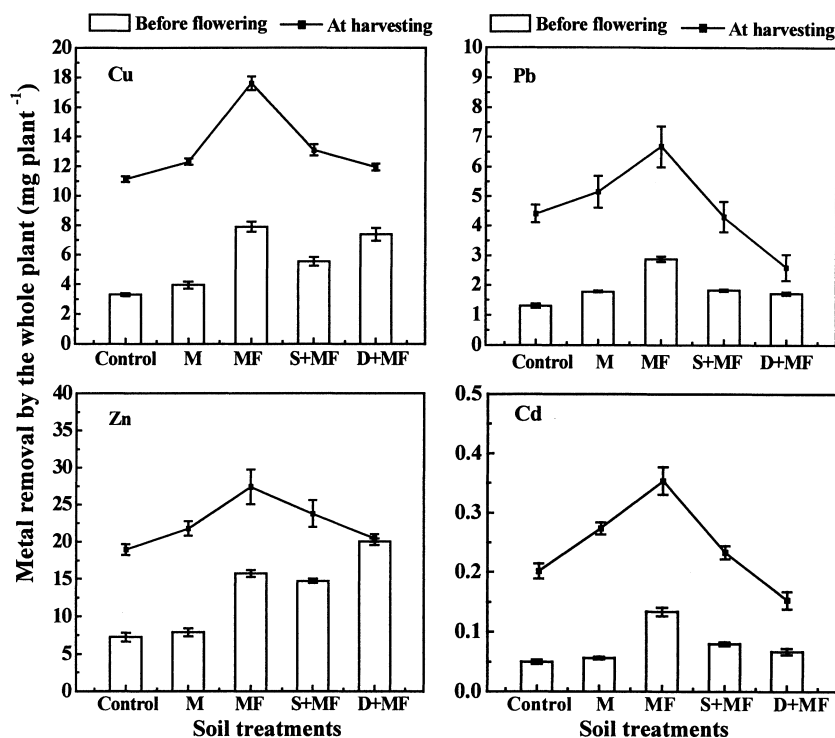 Before flowering At harvesting
Before flowering At harvesting
Metal removal by the whole plant (mg plant -1)
Cu
20
18
16
14
12
10
8
6
4
2
0
Control M MF S+MF D+MF
Pb
10
9
8
7
6
5
4
3
2
1
0
Control M MF S+MF D+MF
Zn
40
35
30
25
20
15
10
5
0
Control M MF S+MF D+MF
Soil treatments
Cd
0.5
0.4
0.3
0.2
0.1
0.0
Control M MF S+MF D+MF
Soil treatments